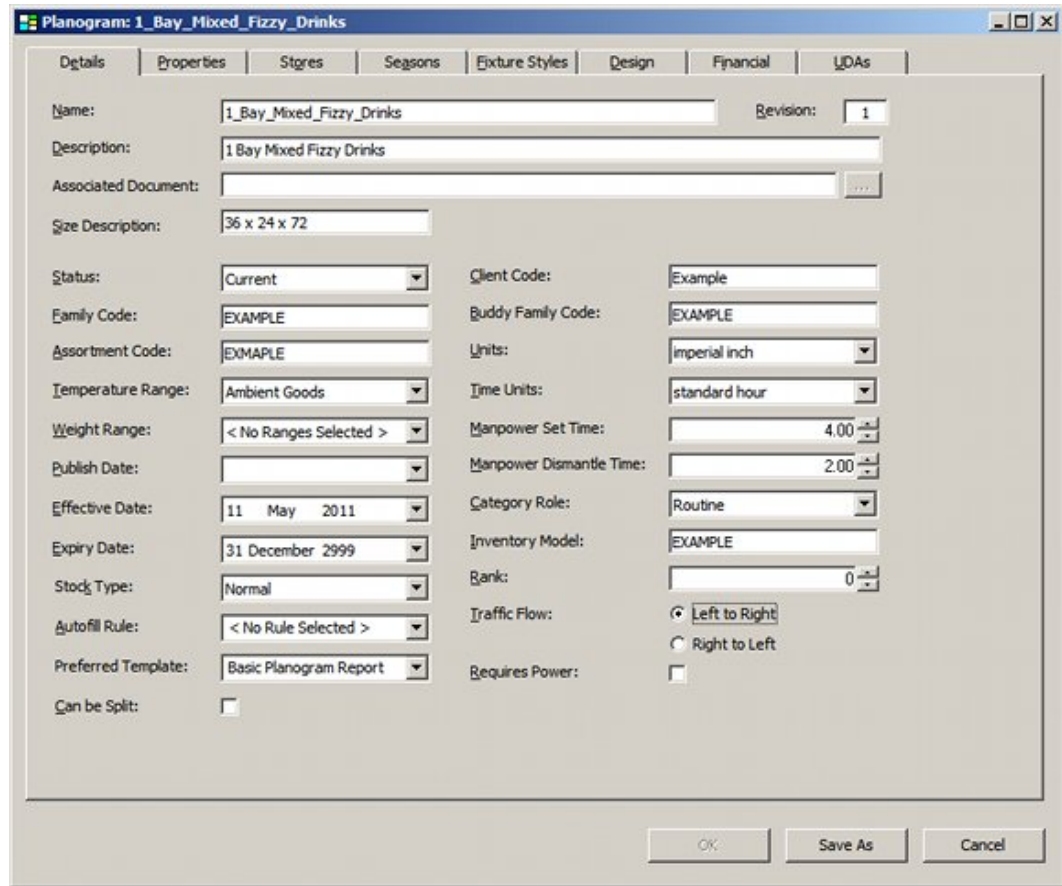 Planogram: 1_Bay_Mixed_Fizzy_Drinks
Details Properties Stores Seasons Fixture Styles Design Financial UDAs
Name: 1_Bay_Mixed_Fizzy_Drinks Revision: 1
Description: 1 Bay Mixed Fizzy Drinks
Associated Document: ...
Size Description: 36 x 24 x 72
Status: Current Client Code: Example
Family Code: EXAMPLE Buddy Family Code: EXAMPLE
Assortment Code: EXMAPLE Units: imperial inch
Temperature Range: Ambient Goods Time Units: standard hour
Weight Range: < No Ranges Selected > Manpower Set Time: 4.00
Publish Date: Manpower Dismantle Time: 2.00
Effective Date: 11 May 2011 Category Role: Routine
Expiry Date: 31 December 2999 Inventory Model: EXAMPLE
Stock Type: Normal Rank: 0
Autofill Rule: < No Rule Selected > Traffic Flow: Left to Right
Right to Left
Preferred Template: Basic Planogram Report Requires Power:
Can be Split:
OK Save As Cancel